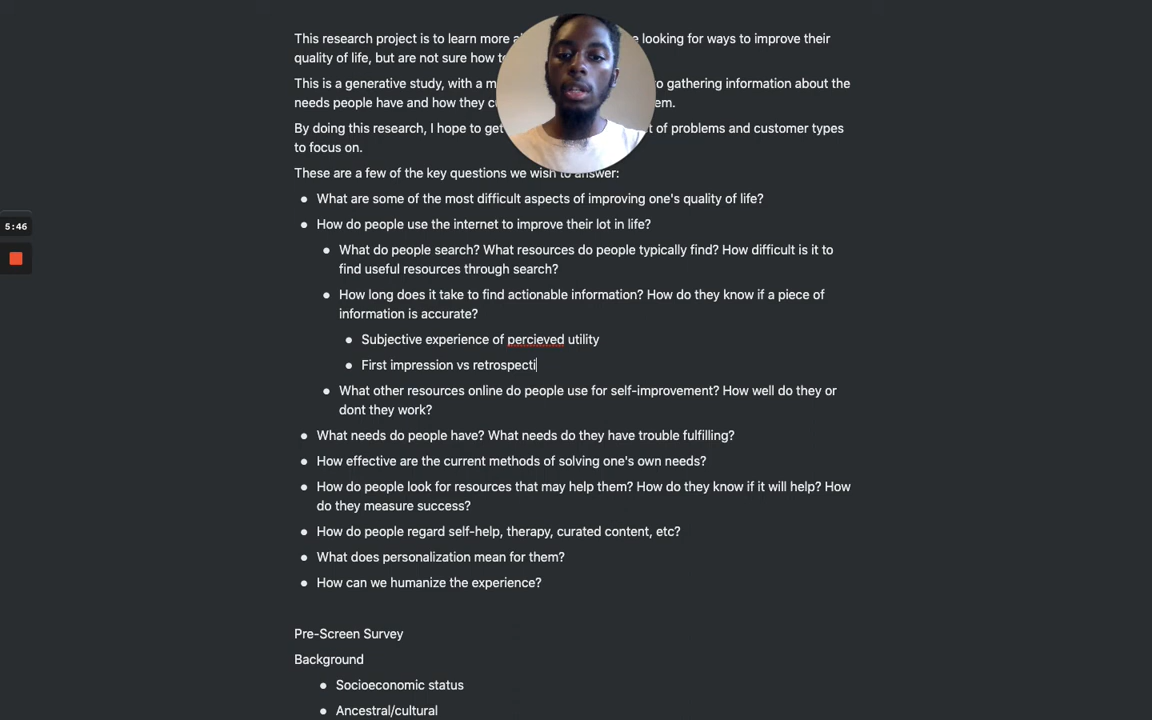 This research project is to learn more a e looking for ways to improve their
quality of life, but are not sure how to
This is a generative study, with a m o gathering information about the
needs people have and how they c em.
By doing this research, I hope to get t of problems and customer types
to focus on.
These are a few of the key questions we wish to answer:
● What are some of the most difficult aspects of improving one's quality of life?
● How do people use the internet to improve their lot in life?
● What do people search? What resources do people typically find? How difficult is it to
find useful resources through search?
5:46
● How long does it take to find actionable information? How do they know if a piece of
information is accurate?
● Subjective experience of percieved utility
● First impression vs retrospecti
● What other resources online do people use for self-improvement? How well do they or
dont they work?
● What needs do people have? What needs do they have trouble fulfilling?
● How effective are the current methods of solving one's own needs?
● How do people look for resources that may help them? How do they know if it will help? How
do they measure success?
● How do people regard self-help, therapy, curated content, etc?
● What does personalization mean for them?
● How can we humanize the experience?
Pre-Screen Survey
Background
● Socioeconomic status
● Ancestral/cultural